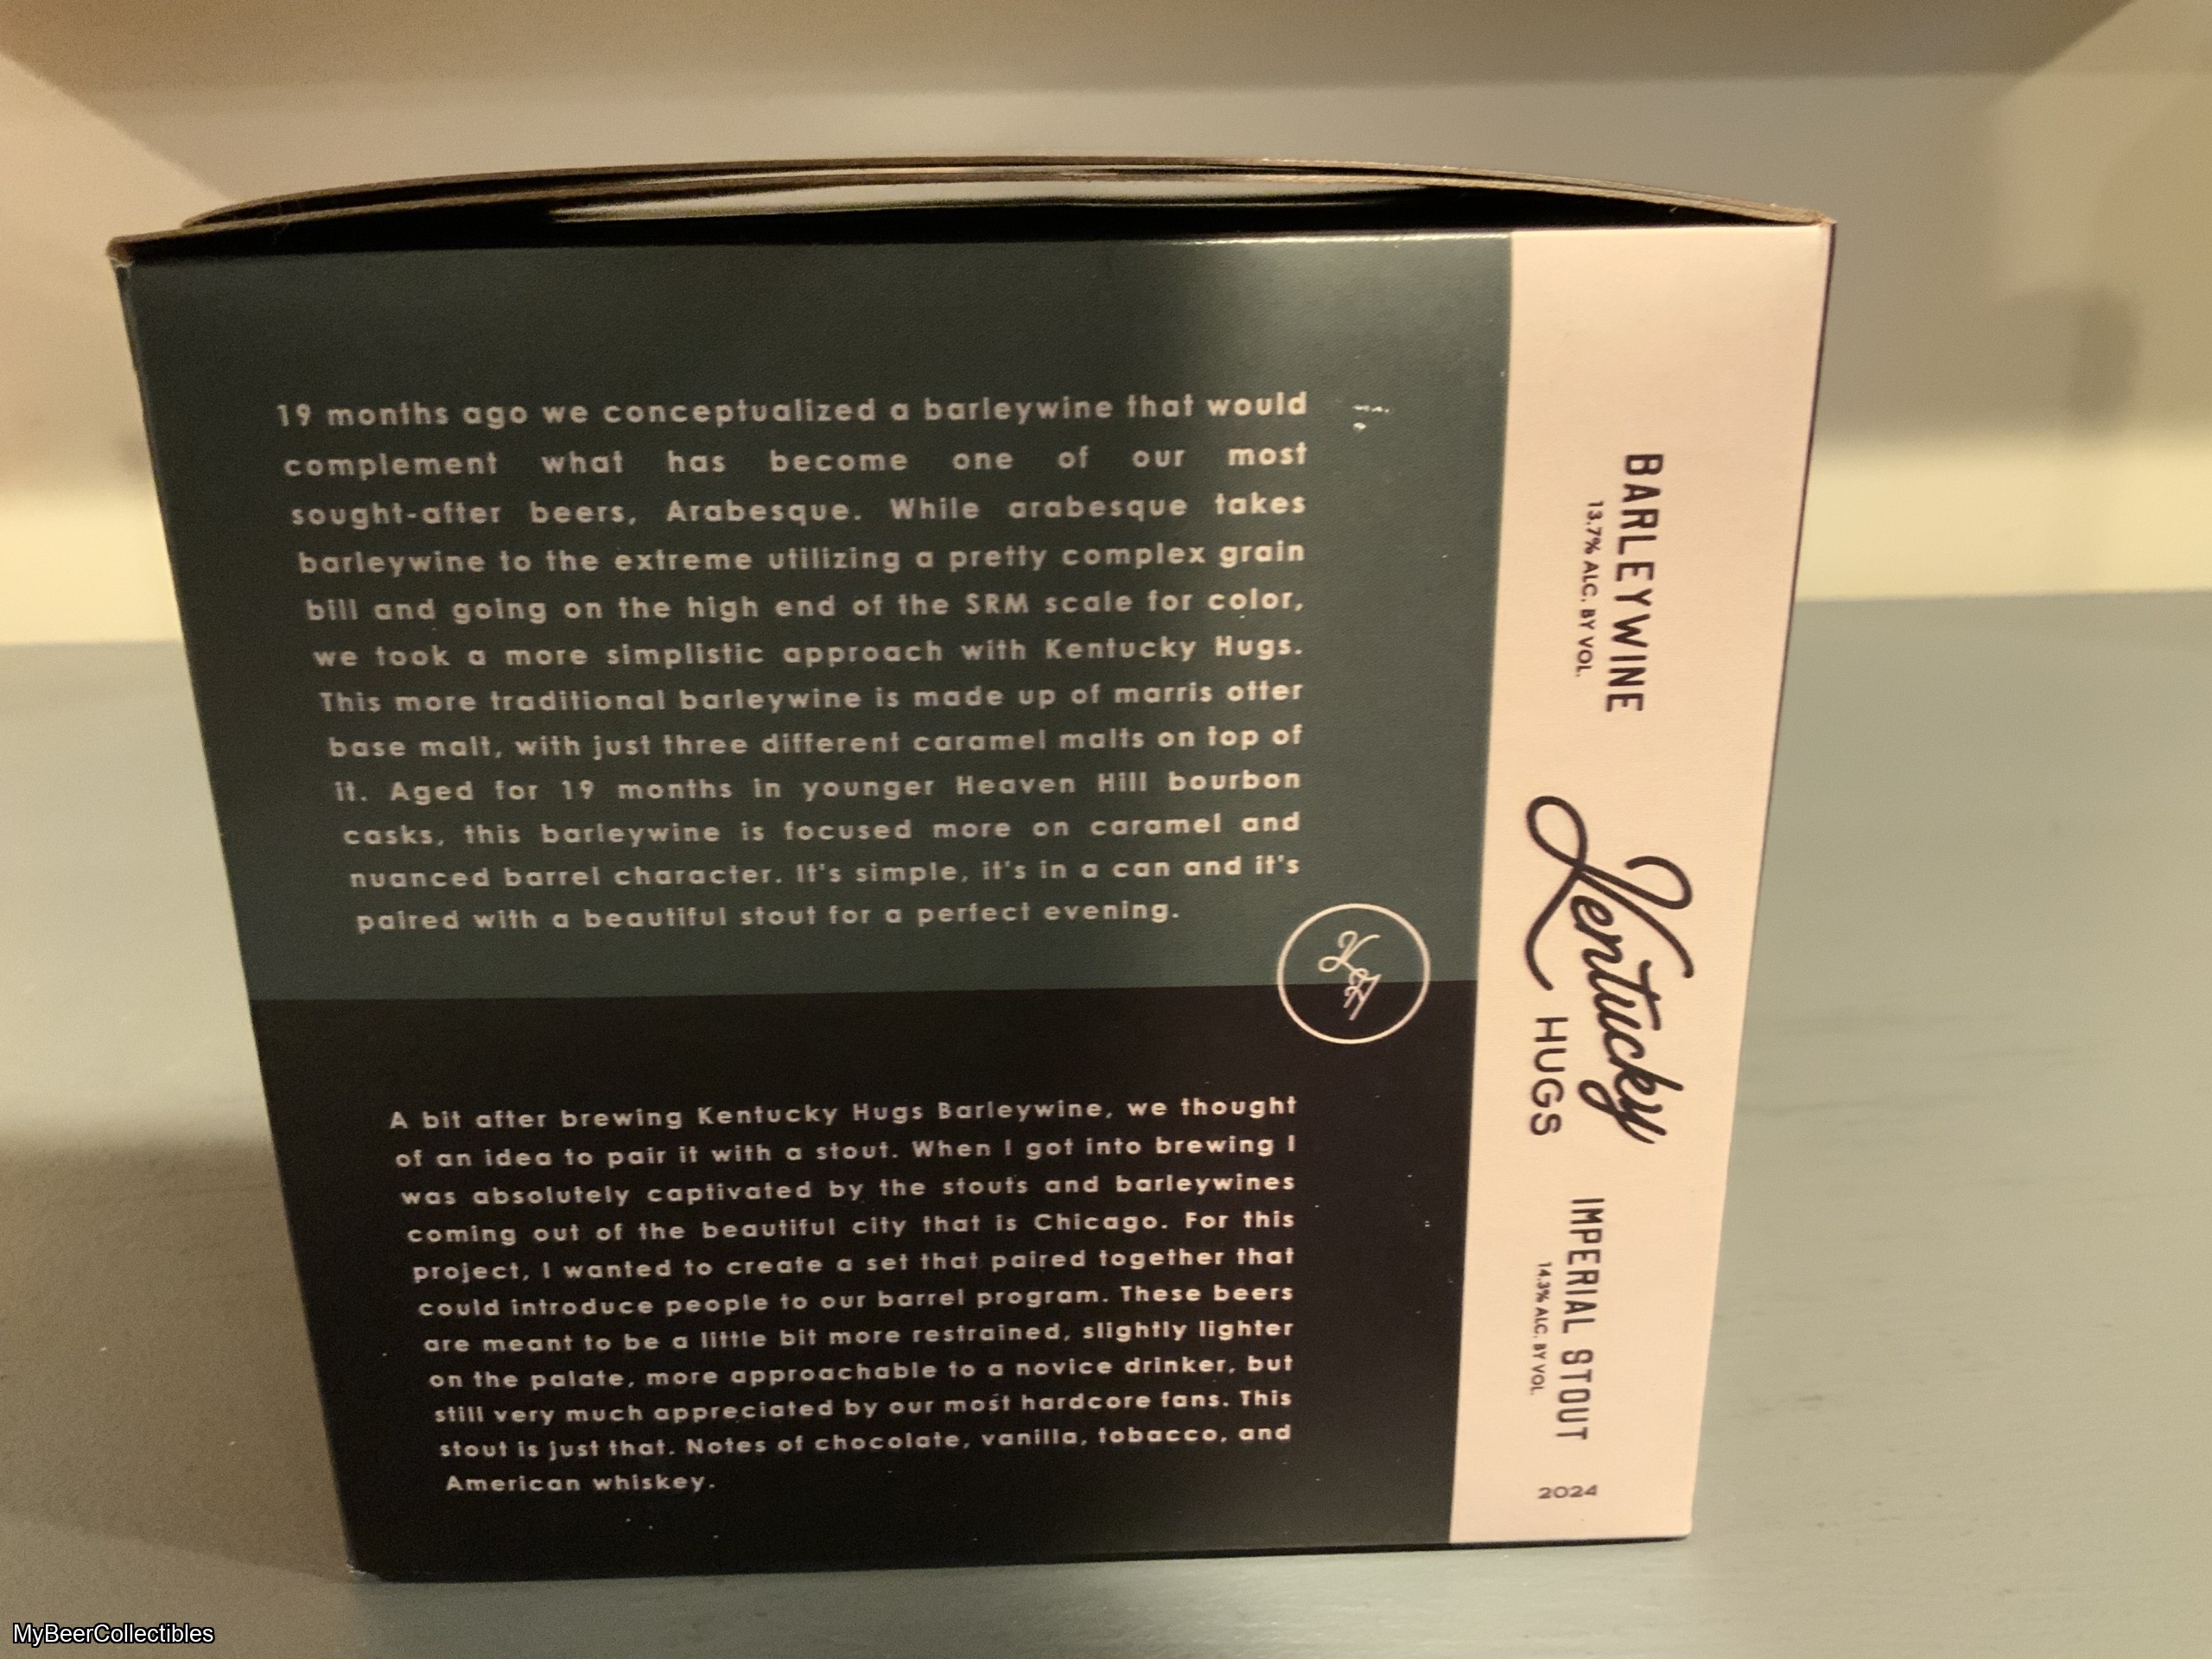 19 months ago we conceptualized a barleywine that would
complement what has become one of our most
sought-after beers, Arabesque. While arabesque takes
barleywine to the extreme utilizing a pretty complex grain
bill and going on the high end of the SRM scale for color,
we took a more simplistic approach with Kentucky Hugs.
This more traditional barleywine is made up of marris otter
base malt, with just three different caramel malts on top of
it. Aged for 19 months in younger Heaven Hill bourbon
casks, this barleywine is focused more on caramel and
nuanced barrel character. It's simple, it's in a can and it's
paired with a beautiful stout for a perfect evening.
A bit after brewing Kentucky Hugs Barleywine, we thought
of an idea to pair it with a stout. When I got into brewing I
was absolutely captivated by the stouts and barleywines
coming out of the beautiful city that is Chicago. For this
project, I wanted to create a set that paired together that
could introduce people to our barrel program. These beers
are meant to be a little bit more restrained, slightly lighter
on the palate, more approachable to a novice drinker, but
still very much appreciated by our most hardcore fans. This
stout is just that. Notes of chocolate, vanilla, tobacco, and
American whiskey.
BARLEYWINE
13.7% ALC. BY VOL.
Kentucky
HUGS
IMPERIAL STOUT
14.3% ALC. BY VOL.
2024
MyBeerCollectibles